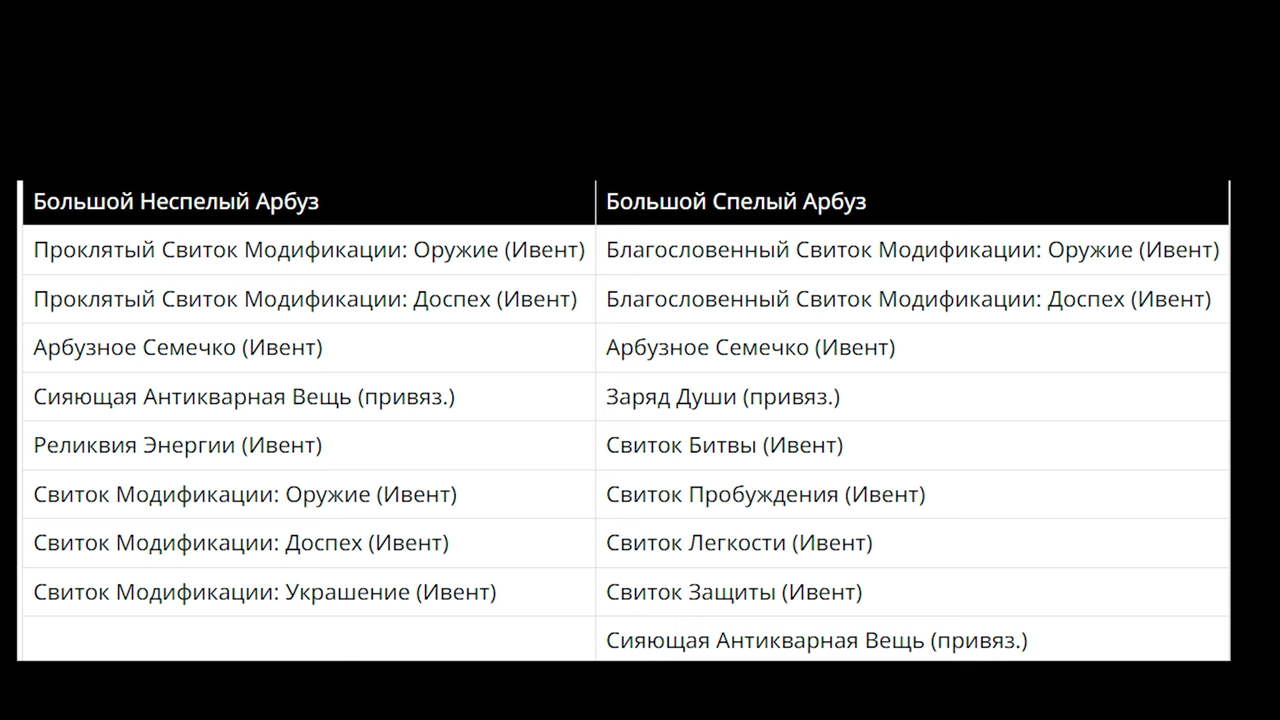 Большой Неспелый Арбуз
Большой Спелый Арбуз
Проклятый Свиток Модификации: Оружие (Ивент)
Благословенный Свиток Модификации: Оружие (Ивент)
Проклятый Свиток Модификации: Доспех (Ивент)
Благословенный Свиток Модификации: Доспех (Ивент)
Арбузное Семечко (Ивент)
Арбузное Семечко (Ивент)
Сияющая Антикварная Вещь (привяз.)
Заряд Души (привяз.)
Реликвия Энергии (Ивент)
Свиток Битвы (Ивент)
Свиток Модификации: Оружие (Ивент)
Свиток Пробуждения (Ивент)
Свиток Модификации: Доспех (Ивент)
Свиток Легкости (Ивент)
Свиток Модификации: Украшение (Ивент)
Свиток Защиты (Ивент)
Сияющая Антикварная Вещь (привяз.)